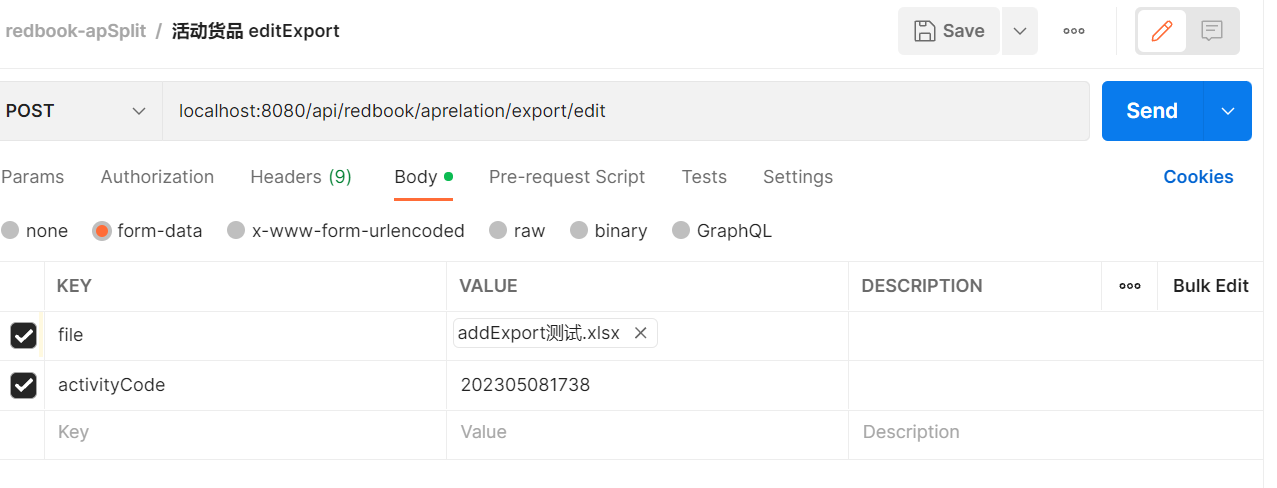 redbook-apSplit / 活动货品 editExport
Save
POST
localhost:8080/api/redbook/aprelation/export/edit
Send
Params Authorization Headers (9) Body Pre-request Script Tests Settings Cookies
none form-data x-www-form-urlencoded raw binary GraphQL
KEY VALUE DESCRIPTION Bulk Edit
file addExport测试.xlsx
activityCode 202305081738
Key Value Description